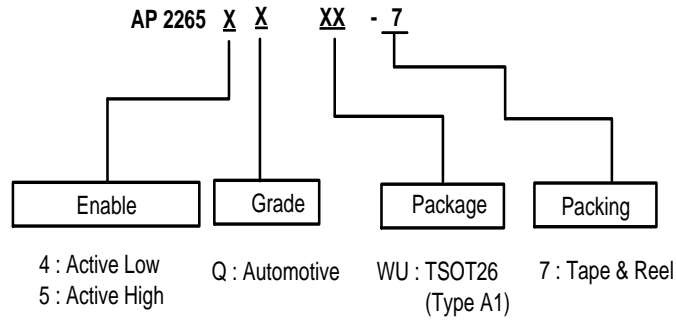 AP 2265 X X XX - 7
Enable
Grade
Package
Packing
4 : Active Low
5 : Active High
Q : Automotive
WU : TSOT26
(Type A1)
7 : Tape & Reel